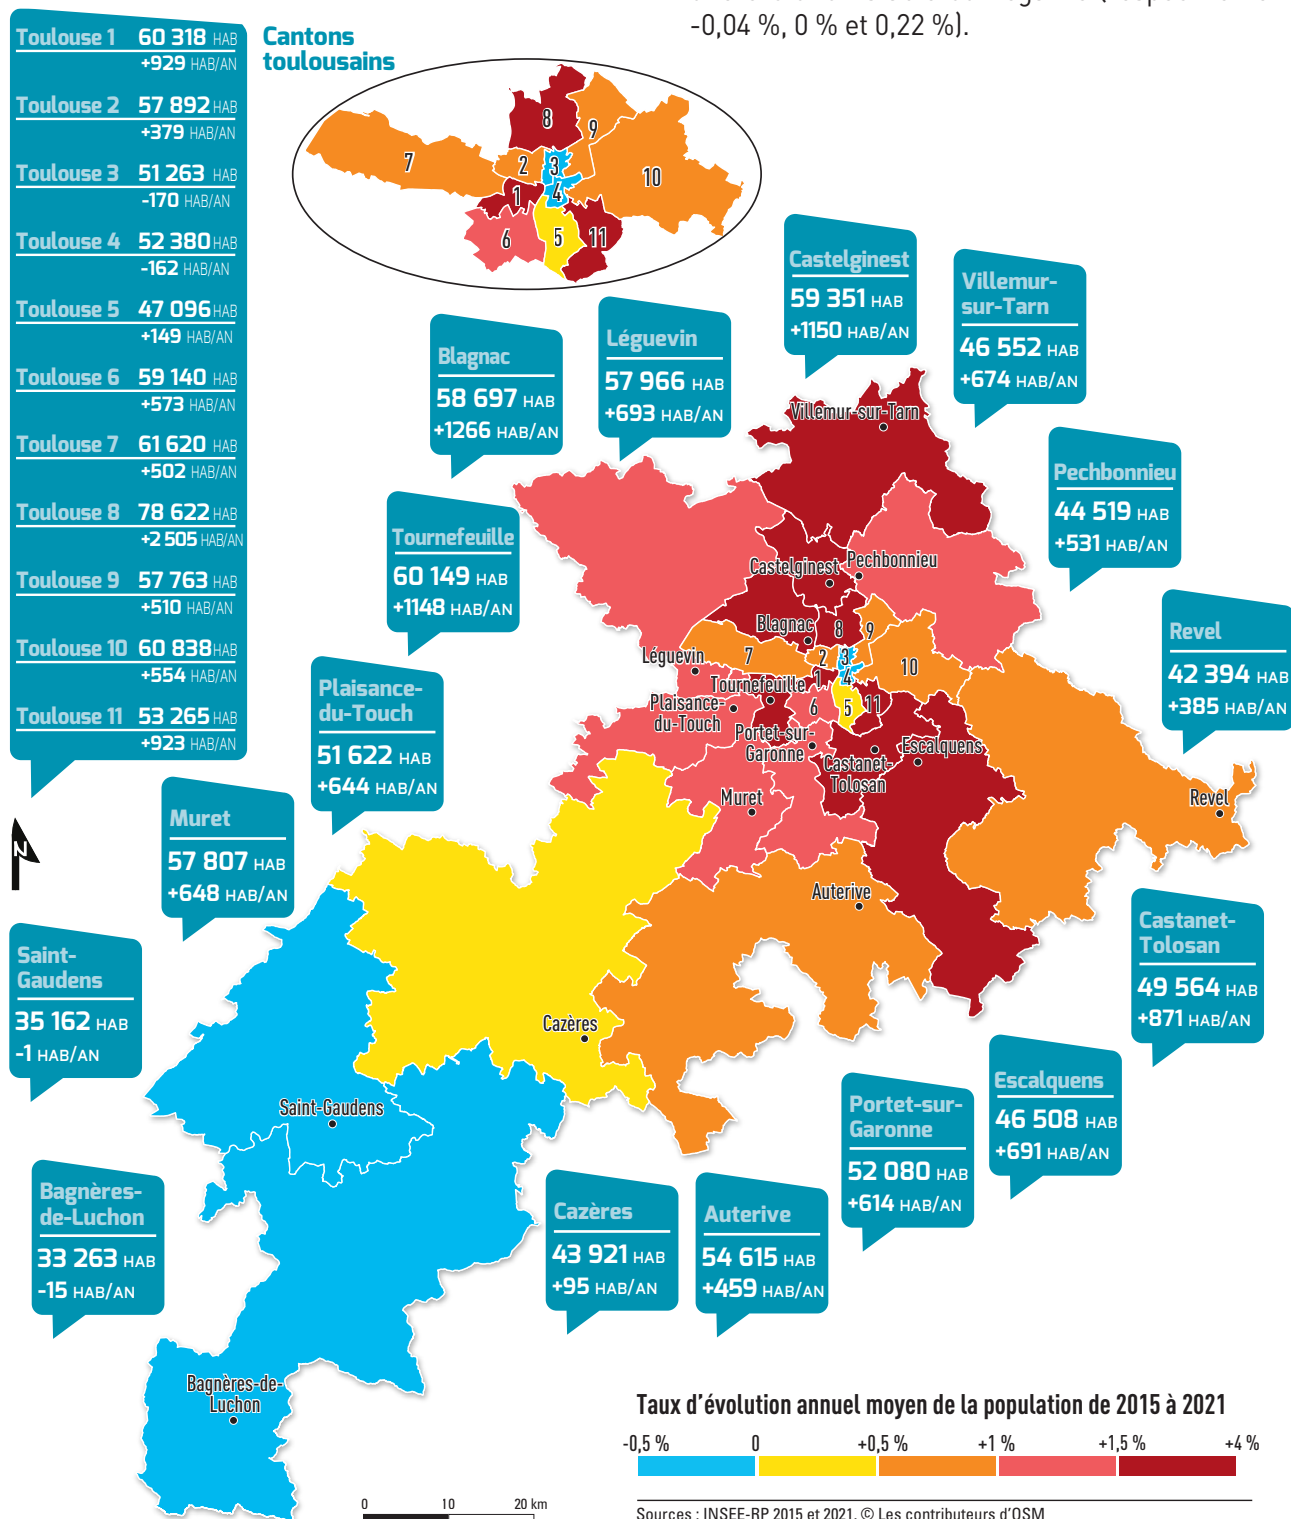 -0,04 %, 0 % et 0,22 %).
Toulouse 1 60 318 HAB
+929 HAB/AN
Toulouse 2 57 892 HAB
+379 HAB/AN
Toulouse 3 51 263 HAB
-170 HAB/AN
Toulouse 4 52 380 HAB
-162 HAB/AN
Toulouse 5 47 096 HAB
+149 HAB/AN
Toulouse 6 59 140 HAB
+573 HAB/AN
Toulouse 7 61 620 HAB
+502 HAB/AN
Toulouse 8 78 622 HAB
+2 505 HAB/AN
Toulouse 9 57 763 HAB
+510 HAB/AN
Toulouse 10 60 838 HAB
+554 HAB/AN
Toulouse 11 53 265 HAB
+923 HAB/AN
Cantons
toulousains
8
9
7
2
3
10
1
4
6
5
11
Castelginest
59 351 HAB
+1150 HAB/AN
Villemur-
sur-Tarn
46 552 HAB
+674 HAB/AN
Blagnac
58 697 HAB
+1266 HAB/AN
Léguevin
57 966 HAB
+693 HAB/AN
Pechbonnieu
44 519 HAB
+531 HAB/AN
Tournefeuille
60 149 HAB
+1148 HAB/AN
Revel
42 394 HAB
+385 HAB/AN
Plaisance-
du-Touch
51 622 HAB
+644 HAB/AN
Muret
57 807 HAB
+648 HAB/AN
Saint-
Gaudens
35 162 HAB
-1 HAB/AN
Castanet-
Tolosan
49 564 HAB
+871 HAB/AN
Escalquens
46 508 HAB
+691 HAB/AN
Portet-sur-
Garonne
52 080 HAB
+614 HAB/AN
Bagnères-
de-Luchon
33 263 HAB
-15 HAB/AN
Cazères
43 921 HAB
+95 HAB/AN
Auterive
54 615 HAB
+459 HAB/AN
Villemur-sur-Tarn
Castelginest
Pechbonnieu
Blagnac
8
9
Léguevin
7
2
3
10
1
4
Tournefeuille
Plaisance-
du-Touch
6
5
11
Portet-sur-
Garonne
Castanet-
Tolosan
Escalquens
Muret
Revel
Auterive
Cazères
Saint-Gaudens
Bagnères-de-
Luchon
N
Taux d'évolution annuel moyen de la population de 2015 à 2021
-0,5 % 0 +0,5 % +1 % +1,5 % +4 %
0 10 20 km
Sources : INSEE-RP 2015 et 2021. © Les contributeurs d'OSM